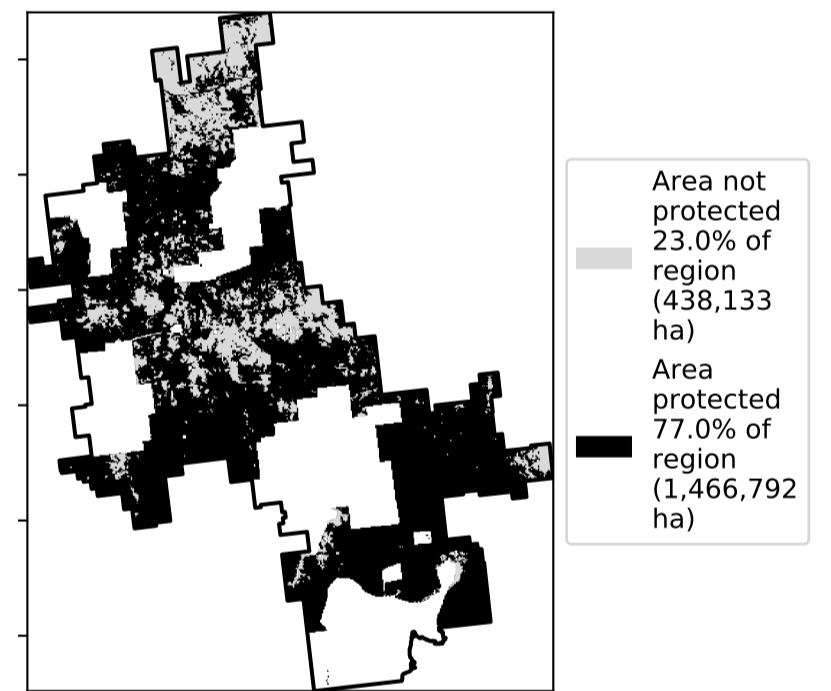 Area not
protected
23.0% of
region
(438,133
ha)
Area
protected
77.0% of
region
(1,466,792
ha)